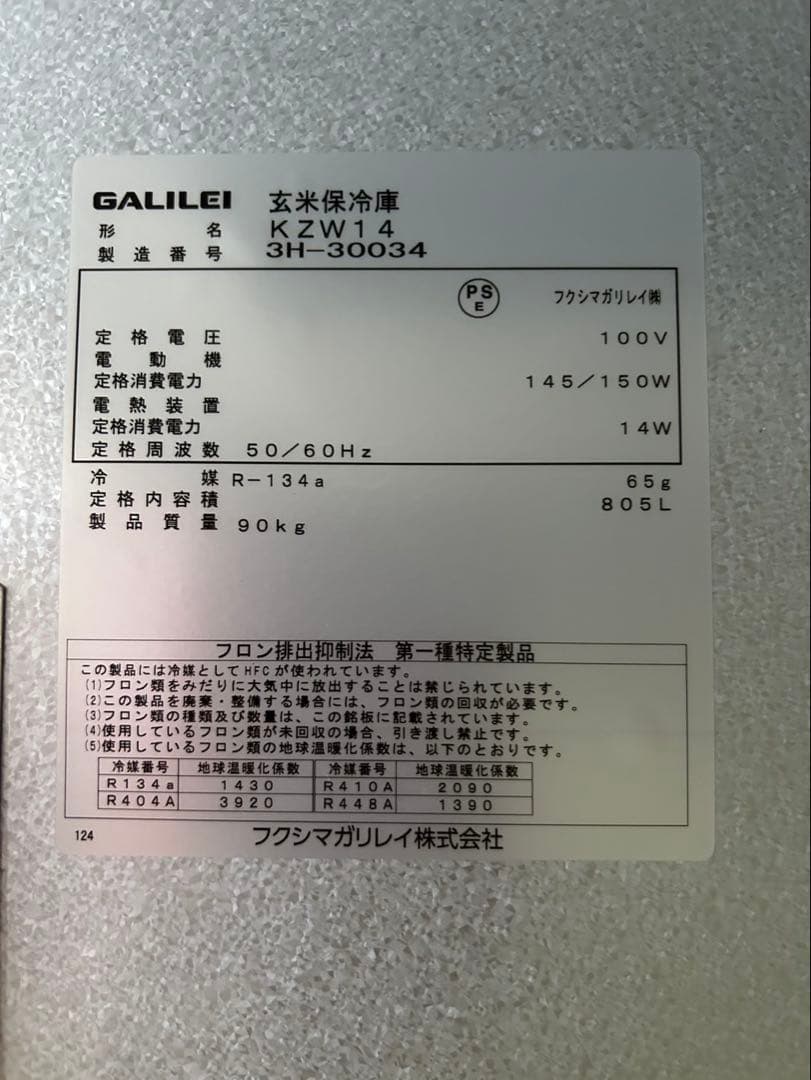 GALILEI 玄米保冷庫
形名 KZW14
製造番号 3H-30034
PS E フクシマガリレイ㈱
定格電圧 100V
電動機
定格消費電力 145/150W
電熱装置
定格消費電力 14W
定格周波数 50/60Hz
冷媒 R-134a 65g
定格内容積 805L
製品質量 90kg
フロン排出抑制法 第一種特定製品
この製品には冷媒としてHFCが使われています。
(1)フロン類をみだりに大気中に放出することは禁じられています。
(2)この製品を廃棄・整備する場合には、フロン類の回収が必要です。
(3)フロン類の種類及び数量は、この銘板に記載されています。
(4)使用しているフロン類が未回収の場合、引き渡し禁止です。
(5)使用しているフロン類の地球温暖化係数は、以下のとおりです。
冷媒番号 地球温暖化係数 冷媒番号 地球温暖化係数
R134a 1430 R410A 2090
R404A 3920 R448A 1390
124 フクシマガリレイ株式会社